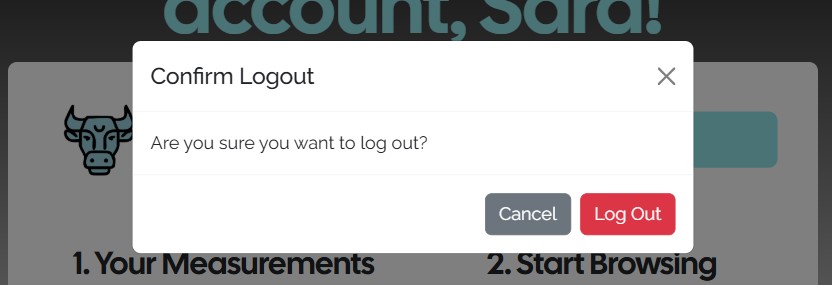 account, Sara!
Confirm Logout
Are you sure you want to log out?
Cancel Log Out
1. Your Measurements 2. Start Browsing